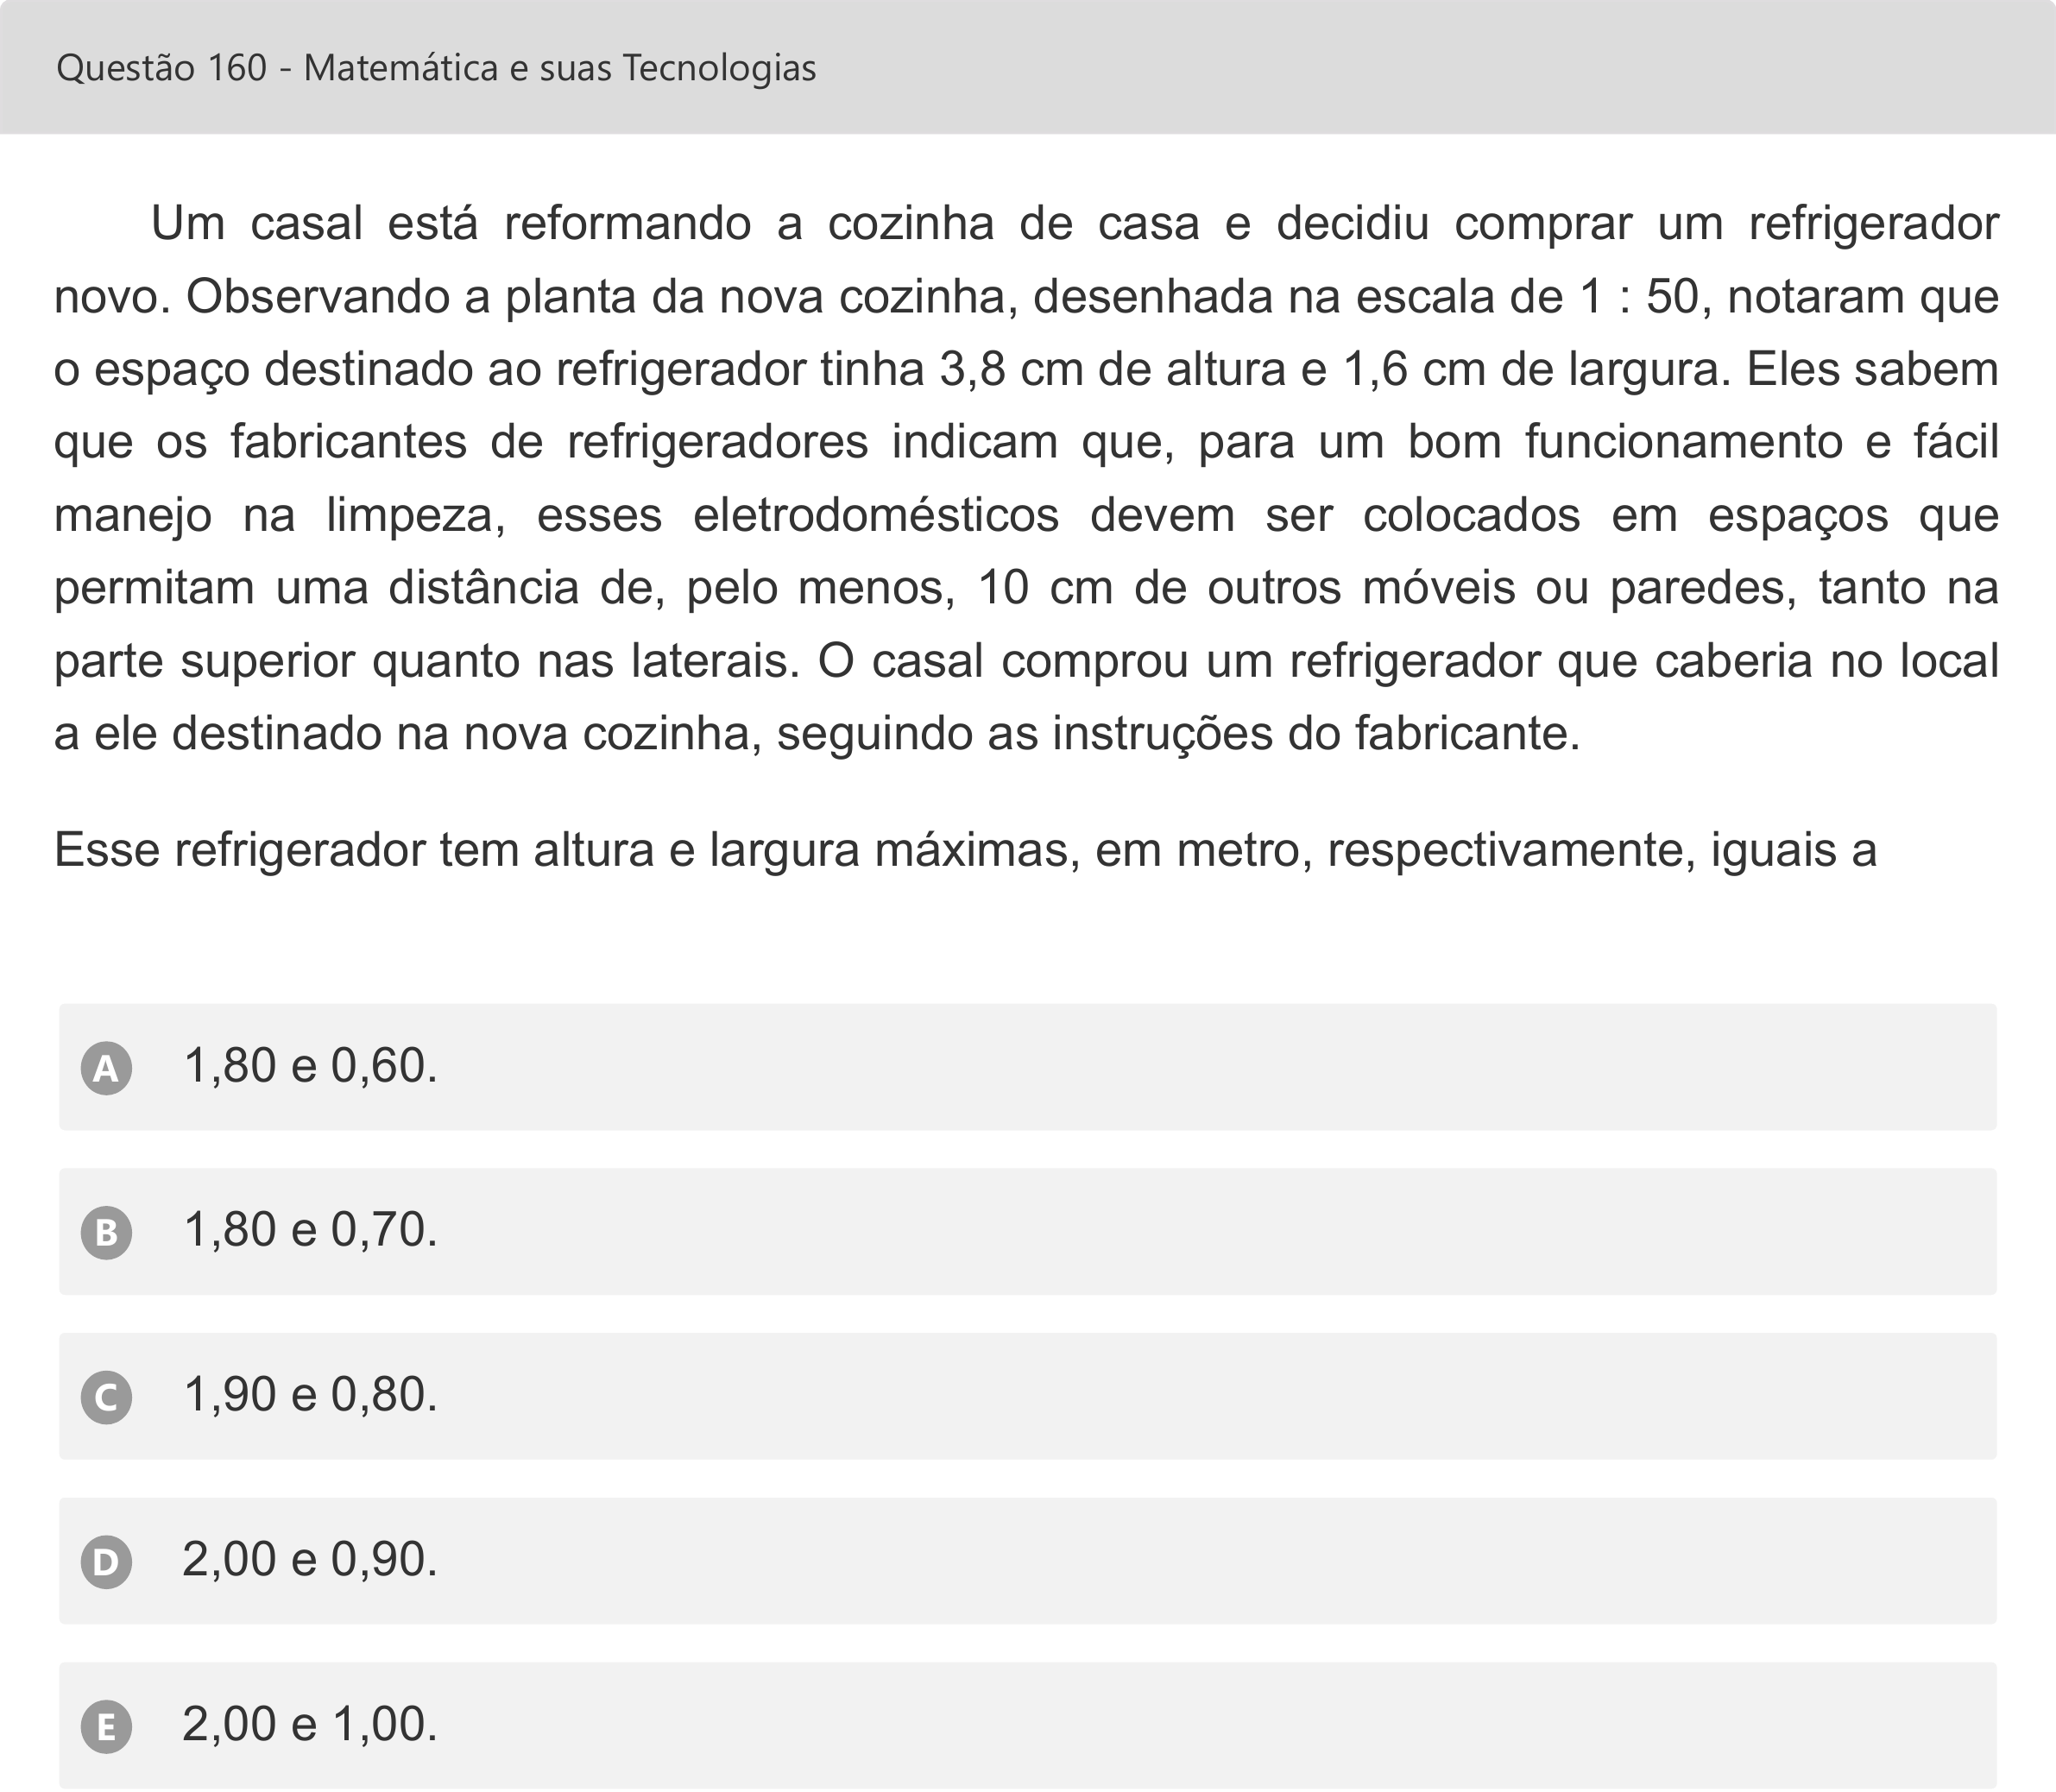 Questão 160 - Matemática e suas Tecnologias
Um casal está reformando a cozinha de casa e decidiu comprar um refrigerador
novo. Observando a planta da nova cozinha, desenhada na escala de 1 : 50, notaram que
o espaço destinado ao refrigerador tinha 3,8 cm de altura e 1,6 cm de largura. Eles sabem
que os fabricantes de refrigeradores indicam que, para um bom funcionamento e fácil
manejo na limpeza, esses eletrodomésticos devem ser colocados em espaços que
permitam uma distância de, pelo menos, 10 cm de outros móveis ou paredes, tanto na
parte superior quanto nas laterais. O casal comprou um refrigerador que caberia no local
a ele destinado na nova cozinha, seguindo as instruções do fabricante.
Esse refrigerador tem altura e largura máximas, em metro, respectivamente, iguais a
A 1,80 e 0,60.
B 1,80 e 0,70.
C 1,90 e 0,80.
D 2,00 e 0,90.
E 2,00 e 1,00.